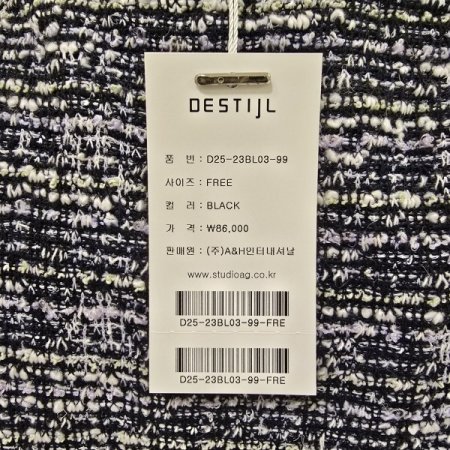 DESTIJL
품 번 : D25-23BL03-99
사이즈 : FREE
컬 러 : BLACK
가 격 : ₩86,000
판매원 : (주)A&H인터내셔날
www.studioag.co.kr
D25-23BL03-99-FRE
D25-23BL03-99-FRE